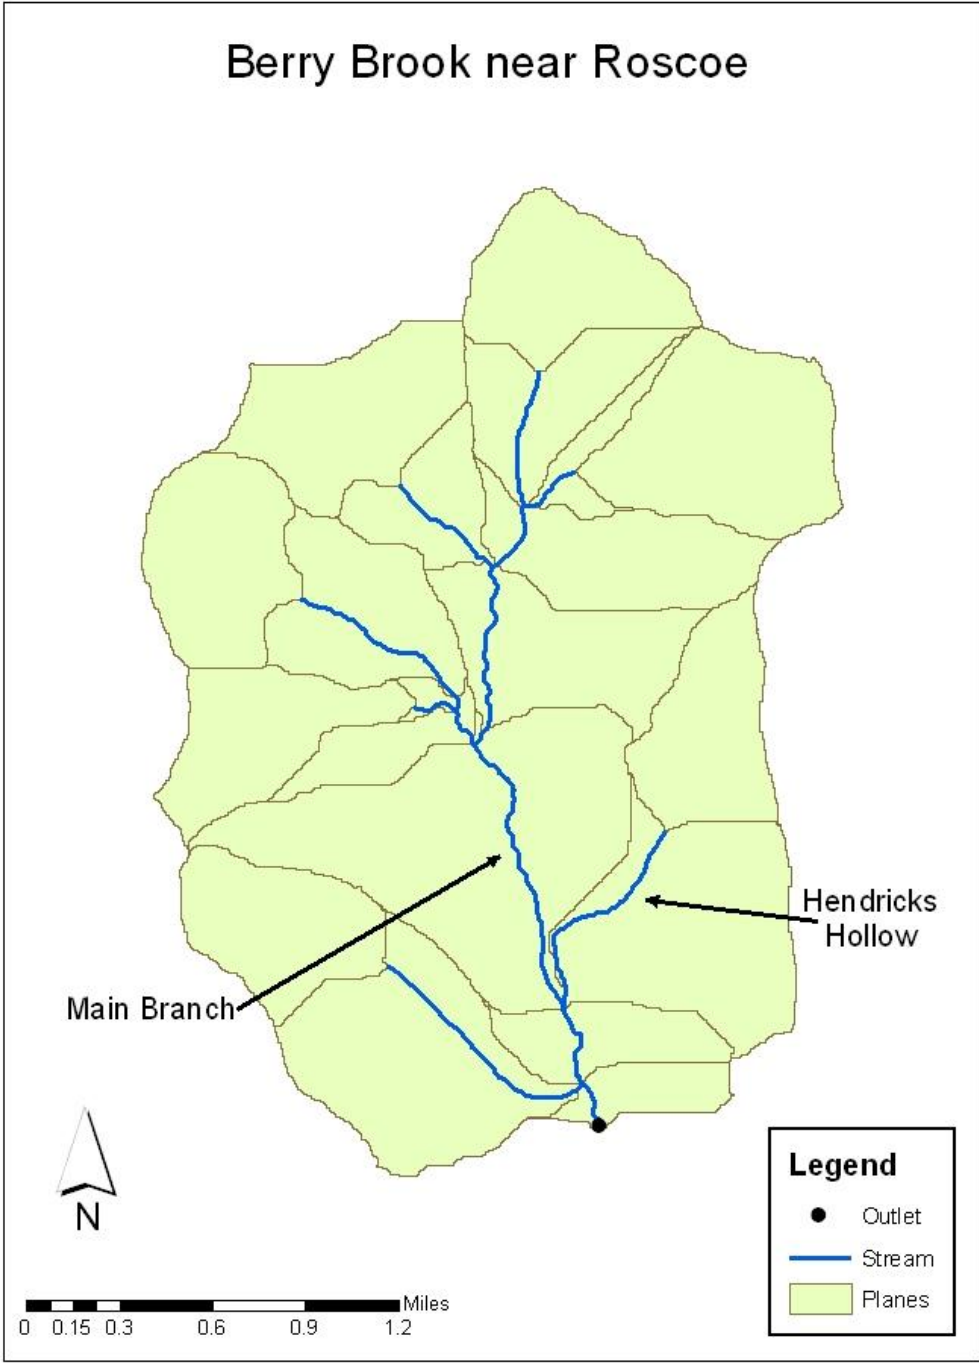 Berry Brook near Roscoe
Hendricks
Hollow
Main Branch
N
Miles
0 0.15 0.3 0.6 0.9 1.2
Legend
Outlet
Stream
Planes